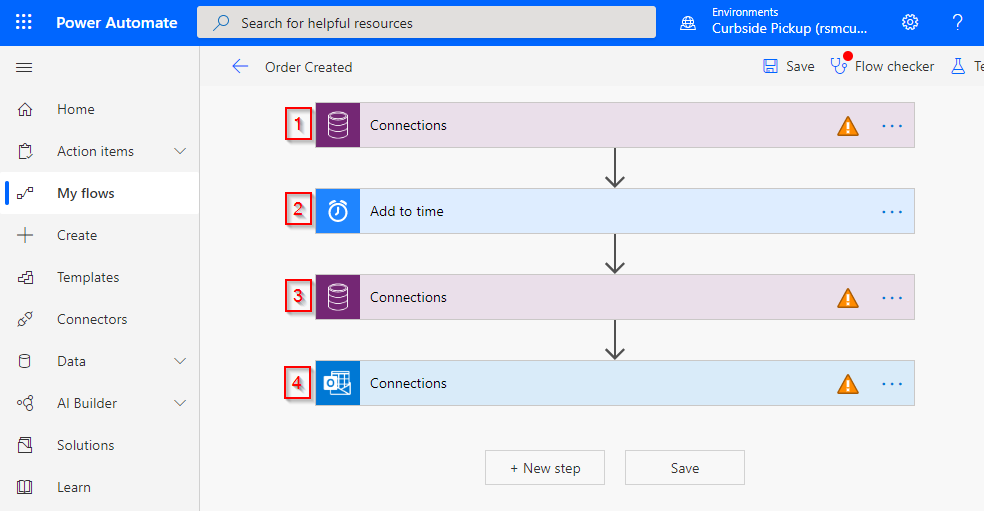 Power Automate
Search for helpful resources
Environments
Curbside Pickup (rsmcu...
?
Order Created
Save
Flow checker
Te
Home
Action items
My flows
Create
Templates
Connectors
Data
AI Builder
Solutions
Learn
1 Connections ...
2 Add to time ...
3 Connections ...
4 Connections ...
+ New step
Save